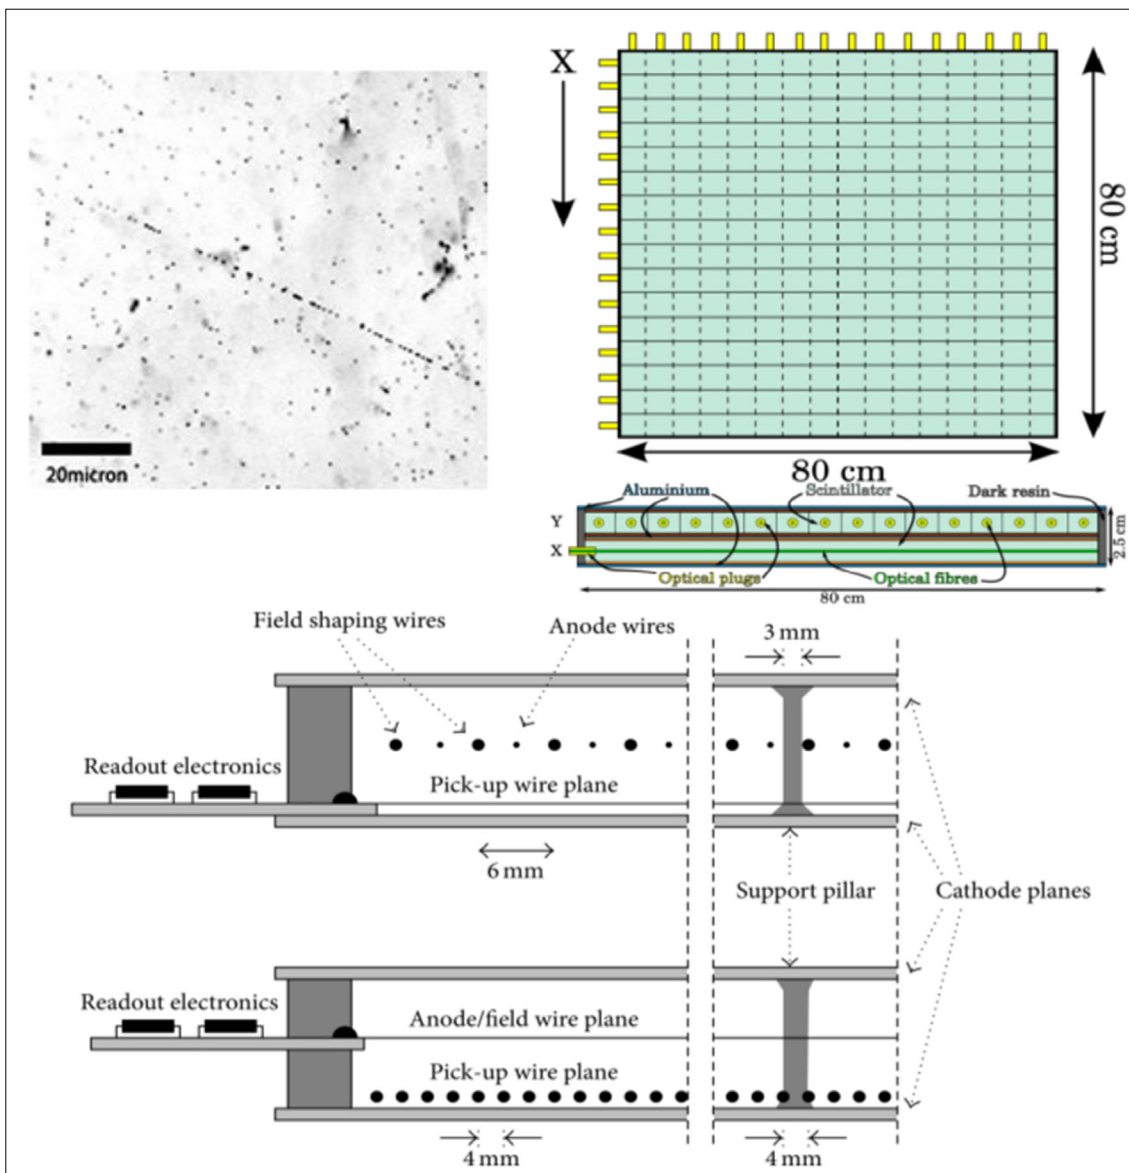 20micron
X
80 cm
80 cm
Aluminium
Scintillator
Dark resin
Y
X
2.5 cm
Optical plugs
Optical fibres
80 cm
Field shaping wires
Anode wires
3 mm
Readout electronics
Pick-up wire plane
6 mm
Support pillar
Cathode planes
Readout electronics
Anode/field wire plane
Pick-up wire plane
4 mm
4 mm